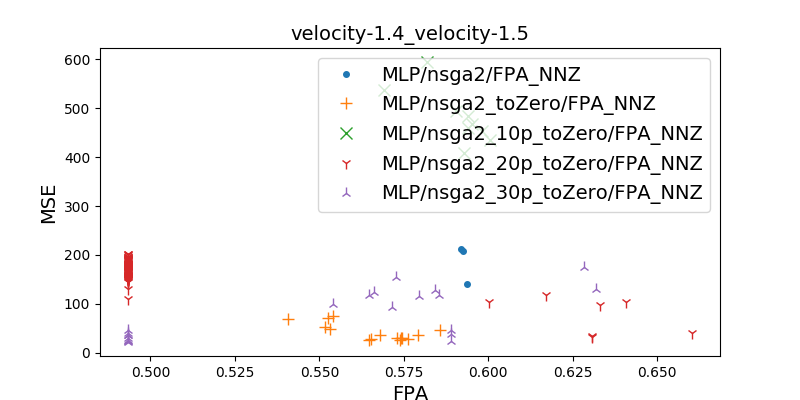 velocity-1.4_velocity-1.5
600
500
400
300
200
100
0
MSE
MLP/nsga2/FPA_NNZ
MLP/nsga2_toZero/FPA_NNZ
MLP/nsga2_10p_toZero/FPA_NNZ
MLP/nsga2_20p_toZero/FPA_NNZ
MLP/nsga2_30p_toZero/FPA_NNZ
0.500 0.525 0.550 0.575 0.600 0.625 0.650
FPA